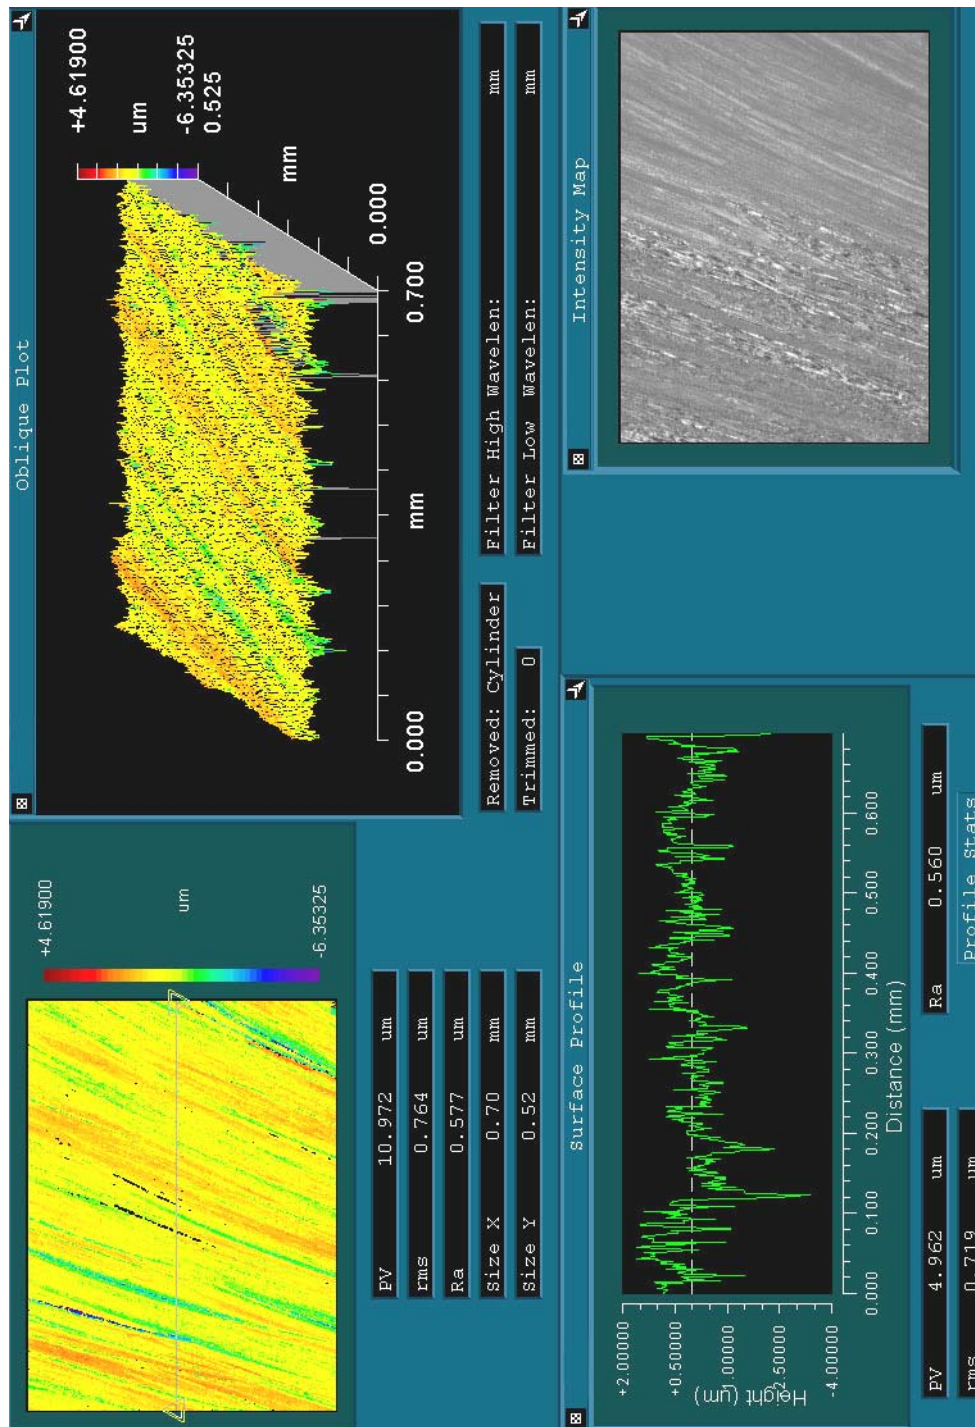 +4.61900
um
-6.35325
PV 10.972 um
rms 0.764 um
Ra 0.577 um
Size X 0.70 mm
Size Y 0.52 mm
Oblique Plot
+4.61900
um
-6.35325
0.525
mm
0.000
0.700
mm
0.000
Removed: Cylinder
Filter High Wavelen: mm
Trimmed: 0
Filter Low Wavelen: mm
Surface Profile
+2.00000
+0.50000
-1.00000
-2.50000
-4.00000
Height (µm)
0.000
0.100
0.200
0.300
0.400
0.500
0.600
Distance (mm)
PV 4.962 um
Ra 0.560 um
rms 0.719 um
Profile Stats
Intensity Map